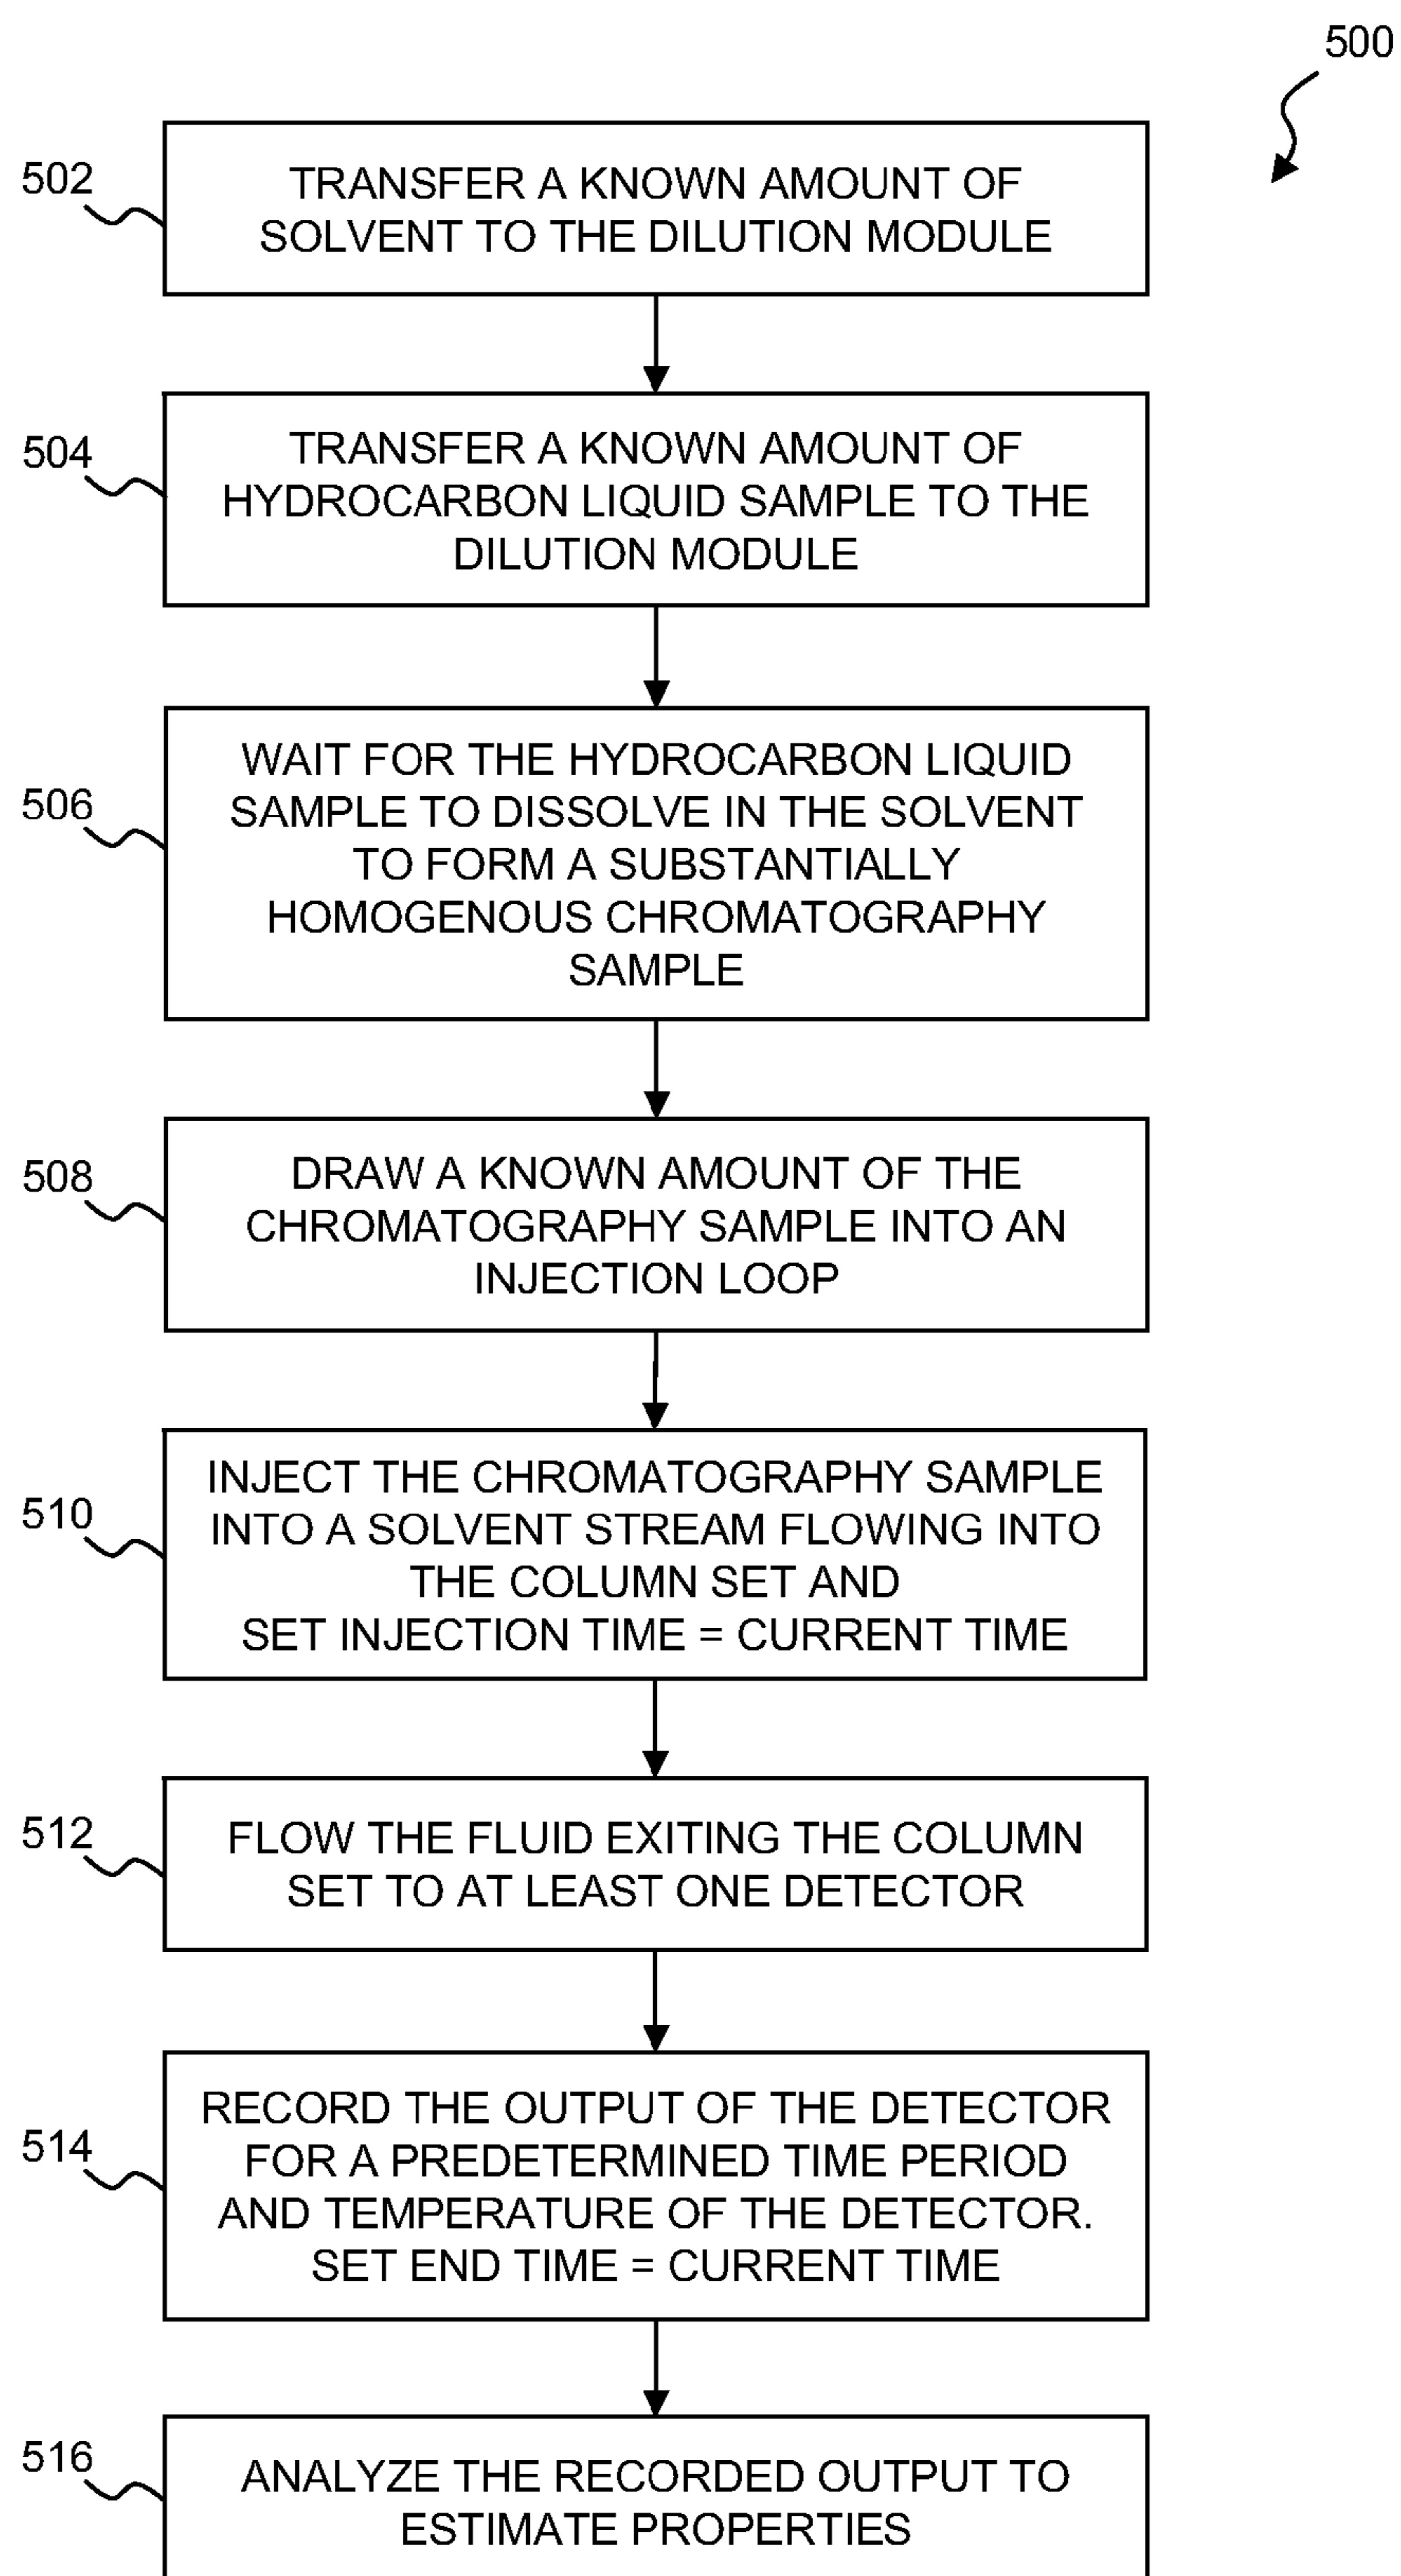 500
502
TRANSFER A KNOWN AMOUNT OF
SOLVENT TO THE DILUTION MODULE
504
TRANSFER A KNOWN AMOUNT OF
HYDROCARBON LIQUID SAMPLE TO THE
DILUTION MODULE
506
WAIT FOR THE HYDROCARBON LIQUID
SAMPLE TO DISSOLVE IN THE SOLVENT
TO FORM A SUBSTANTIALLY
HOMOGENOUS CHROMATOGRAPHY
SAMPLE
508
DRAW A KNOWN AMOUNT OF THE
CHROMATOGRAPHY SAMPLE INTO AN
INJECTION LOOP
510
INJECT THE CHROMATOGRAPHY SAMPLE
INTO A SOLVENT STREAM FLOWING INTO
THE COLUMN SET AND
SET INJECTION TIME = CURRENT TIME
512
FLOW THE FLUID EXITING THE COLUMN
SET TO AT LEAST ONE DETECTOR
514
RECORD THE OUTPUT OF THE DETECTOR
FOR A PREDETERMINED TIME PERIOD
AND TEMPERATURE OF THE DETECTOR.
SET END TIME = CURRENT TIME
516
ANALYZE THE RECORDED OUTPUT TO
ESTIMATE PROPERTIES